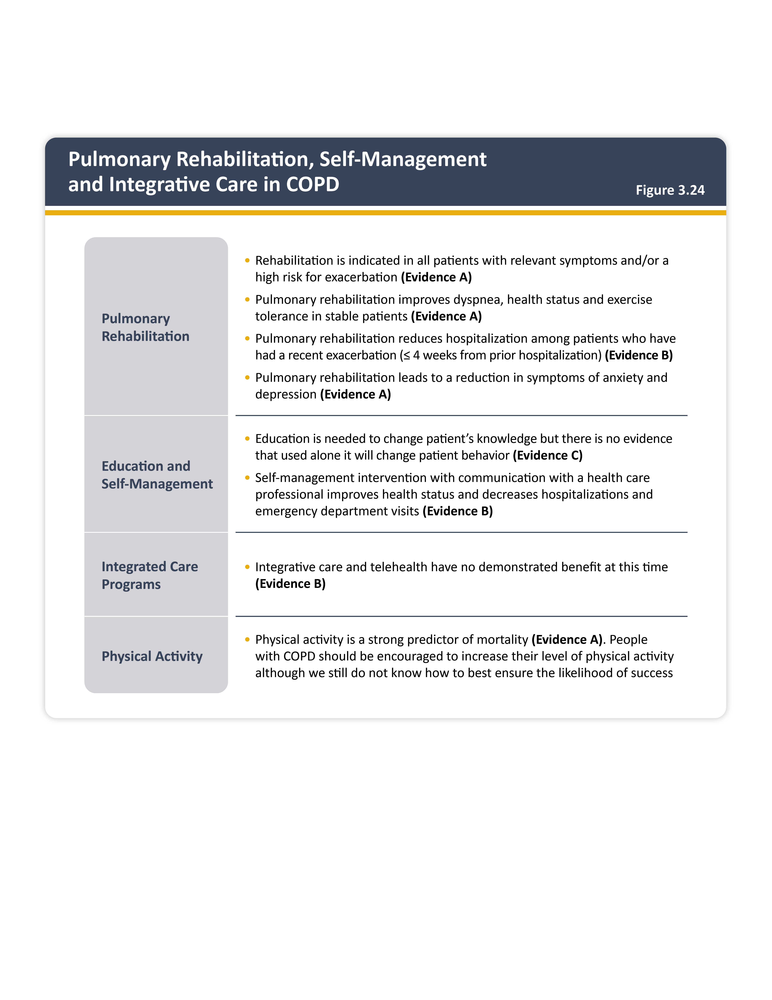 Pulmonary Rehabilitation, Self-Management
and Integrative Care in COPD
Figure 3.24
Pulmonary
Rehabilitation
• Rehabilitation is indicated in all patients with relevant symptoms and/or a
high risk for exacerbation (Evidence A)
• Pulmonary rehabilitation improves dyspnea, health status and exercise
tolerance in stable patients (Evidence A)
• Pulmonary rehabilitation reduces hospitalization among patients who have
had a recent exacerbation (≤ 4 weeks from prior hospitalization) (Evidence B)
• Pulmonary rehabilitation leads to a reduction in symptoms of anxiety and
depression (Evidence A)
Education and
Self-Management
• Education is needed to change patient’s knowledge but there is no evidence
that used alone it will change patient behavior (Evidence C)
• Self-management intervention with communication with a health care
professional improves health status and decreases hospitalizations and
emergency department visits (Evidence B)
Integrated Care
Programs
• Integrative care and telehealth have no demonstrated benefit at this time
(Evidence B)
Physical Activity
• Physical activity is a strong predictor of mortality (Evidence A). People
with COPD should be encouraged to increase their level of physical activity
although we still do not know how to best ensure the likelihood of success